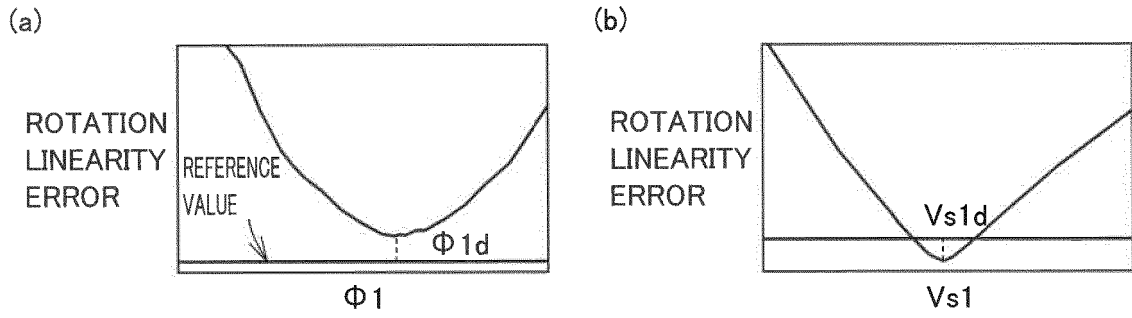 (a)
ROTATION
LINEARITY
ERROR
REFERENCE
VALUE
Φ1d
Φ1
(b)
ROTATION
LINEARITY
ERROR
Vs1d
Vs1